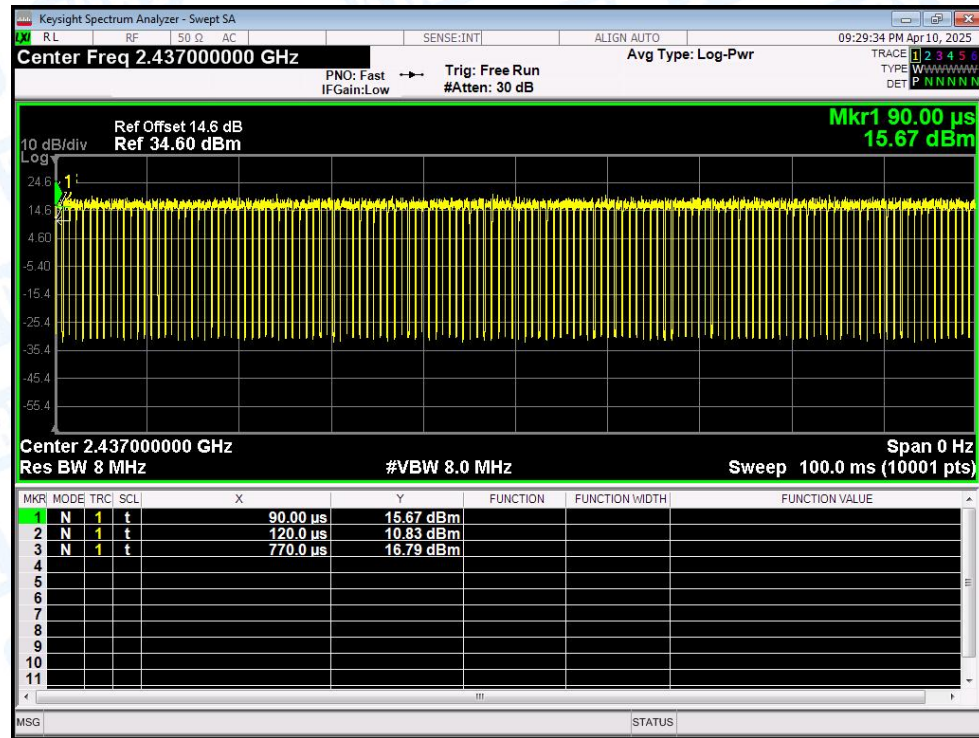 Keysight Spectrum Analyzer - Swept SA
LXI RL RF 50 Ω AC SENSE:INT ALIGN AUTO 09:29:34 PM Apr 10, 2025
Center Freq 2.437000000 GHz Avg Type: Log-Pwr TRACE 1 2 3 4 5 6
PNO: Fast Trig: Free Run TYPE WWWWWW
IFGain:Low #Atten: 30 dB DET P N N N N N
Mkr1 90.00 µs
Ref Offset 14.6 dB
10 dB/div Ref 34.60 dBm 15.67 dBm
Log
24.6
1
14.6
4.60
-5.40
-15.4
-25.4
-35.4
-45.4
-55.4
Center 2.437000000 GHz Span 0 Hz
Res BW 8 MHz #VBW 8.0 MHz Sweep 100.0 ms (10001 pts)
MKR MODE TRC SCL X Y FUNCTION FUNCTION WIDTH FUNCTION VALUE
1 N 1 t 90.00 µs 15.67 dBm
2 N 1 t 120.0 µs 10.83 dBm
3 N 1 t 770.0 µs 16.79 dBm
4
5
6
7
8
9
10
11
MSG STATUS